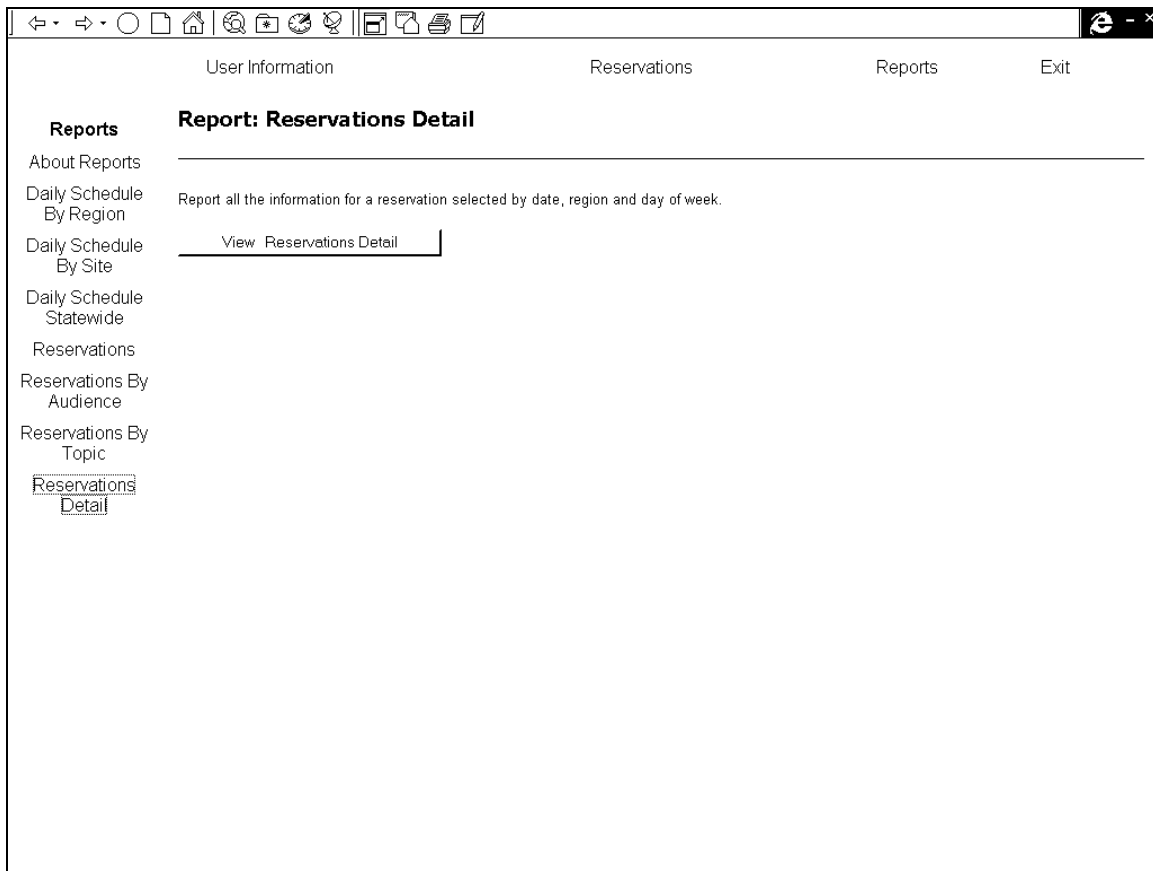 User Information Reservations Reports Exit
Reports
About Reports
Daily Schedule
By Region
Daily Schedule
By Site
Daily Schedule
Statewide
Reservations
Reservations By
Audience
Reservations By
Topic
Reservations
Detail
Report: Reservations Detail
Report all the information for a reservation selected by date, region and day of week.
View Reservations Detail